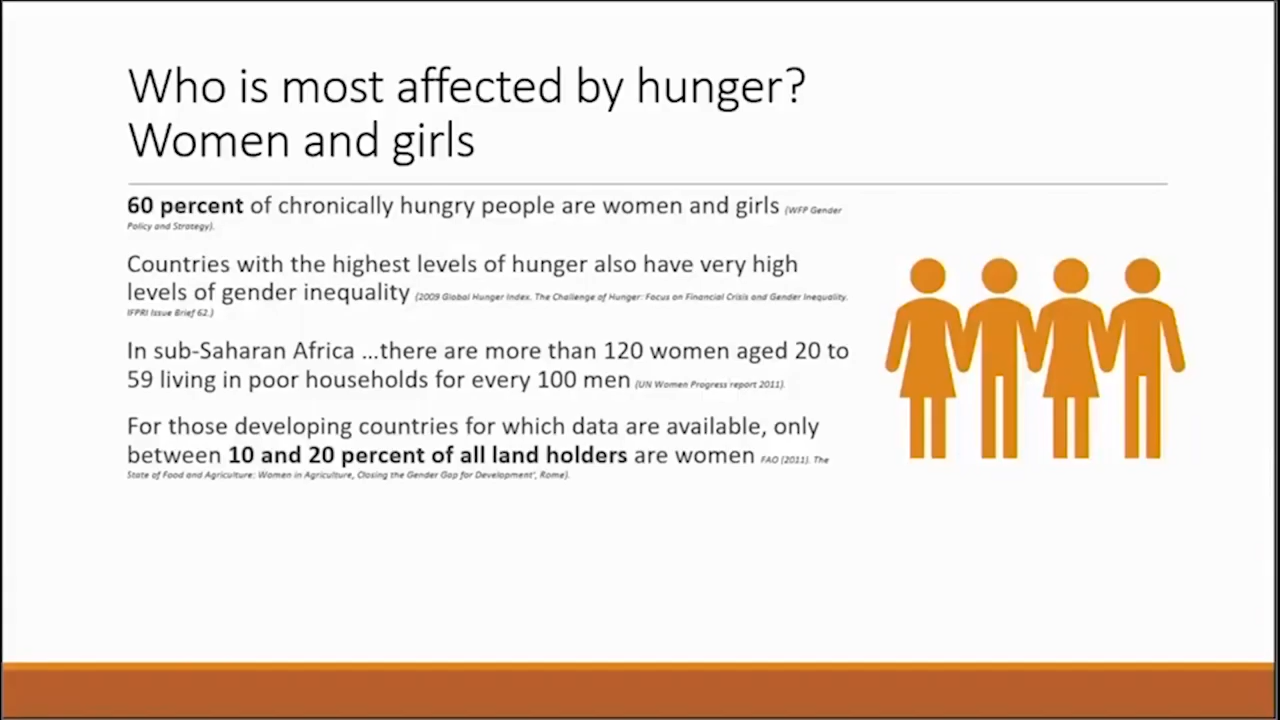 Who is most affected by hunger?
Women and girls
60 percent of chronically hungry people are women and girls (WFP Gender
Policy and Strategy).
Countries with the highest levels of hunger also have very high
levels of gender inequality (2009 Global Hunger Index. The Challenge of Hunger: Focus on Financial Crisis and Gender Inequality.
IFPRI Issue Brief 62.)
In sub-Saharan Africa ...there are more than 120 women aged 20 to
59 living in poor households for every 100 men (UN Women Progress report 2011).
For those developing countries for which data are available, only
between 10 and 20 percent of all land holders are women FAO (2011). The
State of Food and Agriculture: Women in Agriculture, Closing the Gender Gap for Development', Rome).